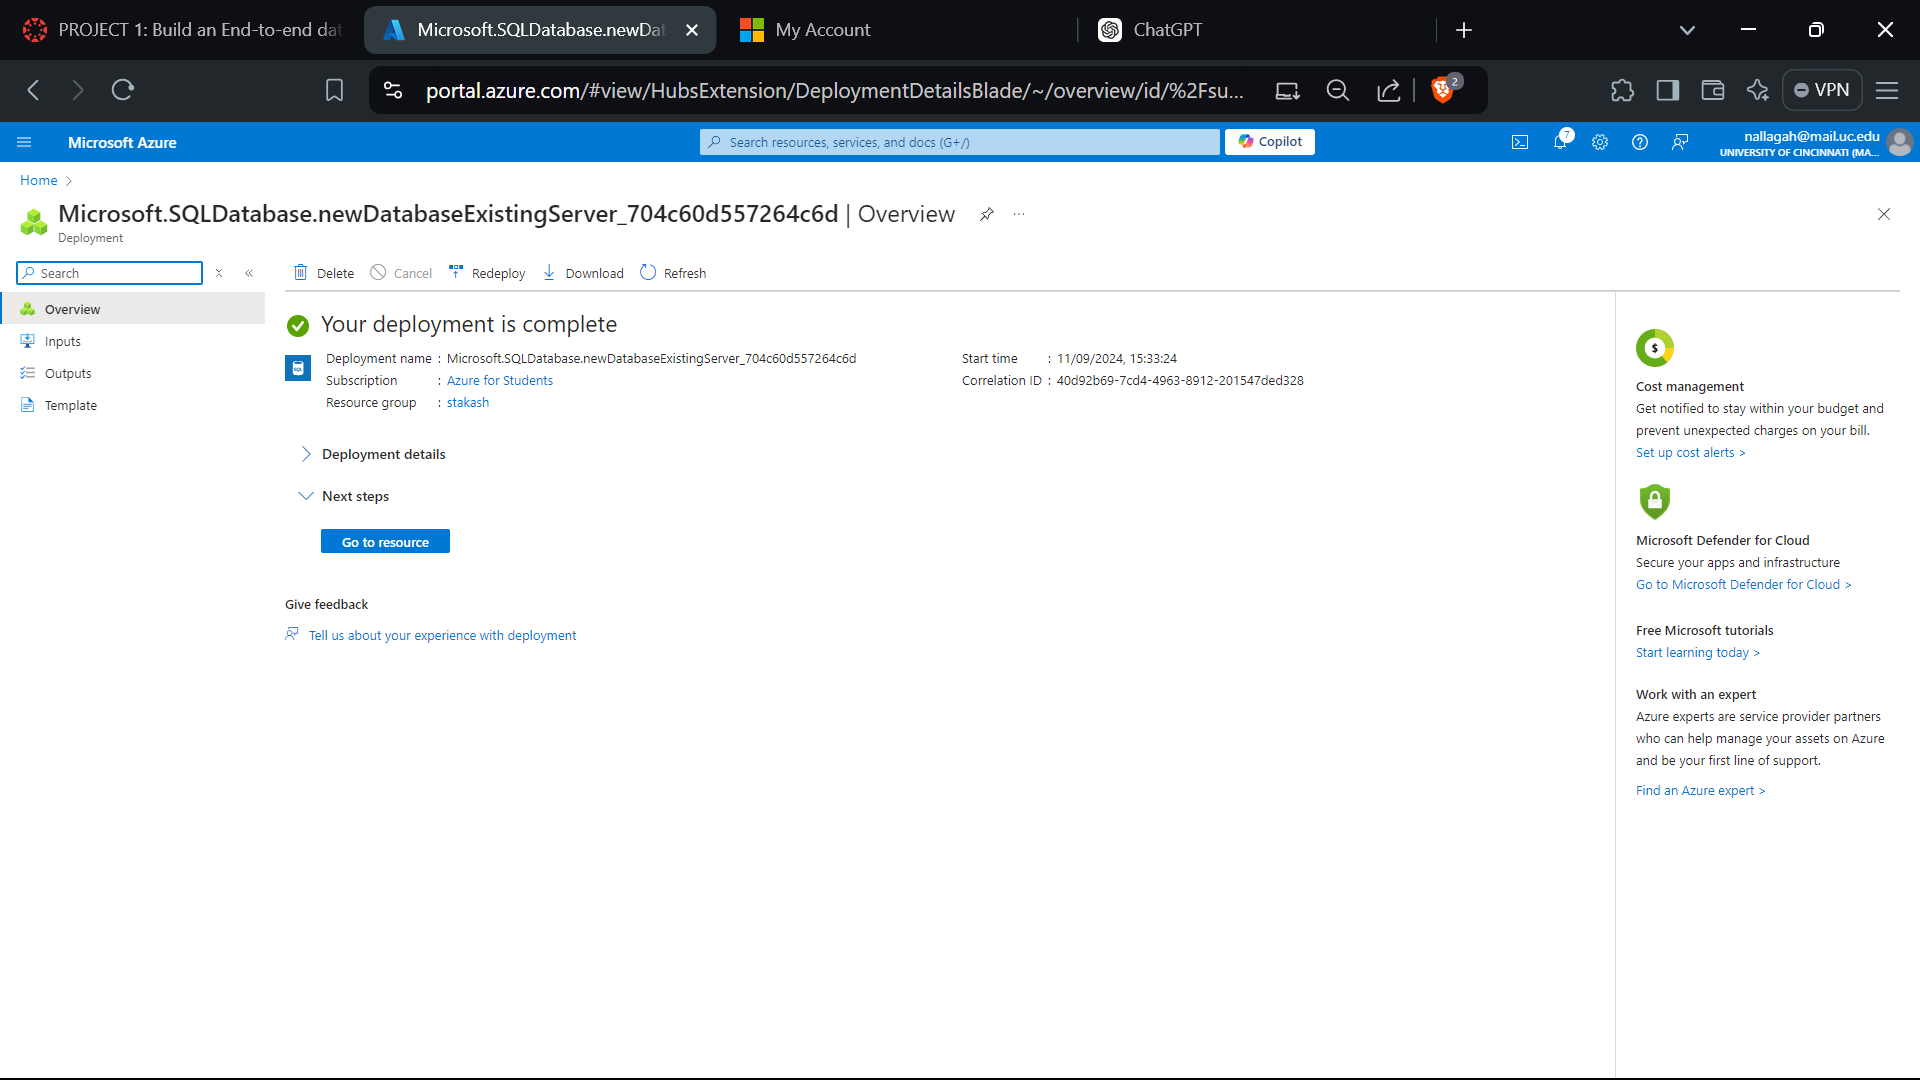 PROJECT 1: Build an End-to-end dat
Microsoft.SQLDatabase.newDat
My Account
ChatGPT
portal.azure.com/#view/HubsExtension/DeploymentDetailsBlade/~/overview/id/%2Fsu...
2
VPN
Microsoft Azure
Search resources, services, and docs (G+/)
Copilot
7
nallagah@mail.uc.edu
UNIVERSITY OF CINCINNATI (MA...
Home
Microsoft.SQLDatabase.newDatabaseExistingServer_704c60d557264c6d | Overview
...
Deployment
Search
Delete
Cancel
Redeploy
Download
Refresh
Overview
Inputs
Outputs
Template
Your deployment is complete
SQL
Deployment name : Microsoft.SQLDatabase.newDatabaseExistingServer_704c60d557264c6d
Subscription : Azure for Students
Resource group : stakash
Start time : 11/09/2024, 15:33:24
Correlation ID : 40d92b69-7cd4-4963-8912-201547ded328
Deployment details
Next steps
Go to resource
Give feedback
Tell us about your experience with deployment
$
Cost management
Get notified to stay within your budget and
prevent unexpected charges on your bill.
Set up cost alerts >
Microsoft Defender for Cloud
Secure your apps and infrastructure
Go to Microsoft Defender for Cloud >
Free Microsoft tutorials
Start learning today >
Work with an expert
Azure experts are service provider partners
who can help manage your assets on Azure
and be your first line of support.
Find an Azure expert >